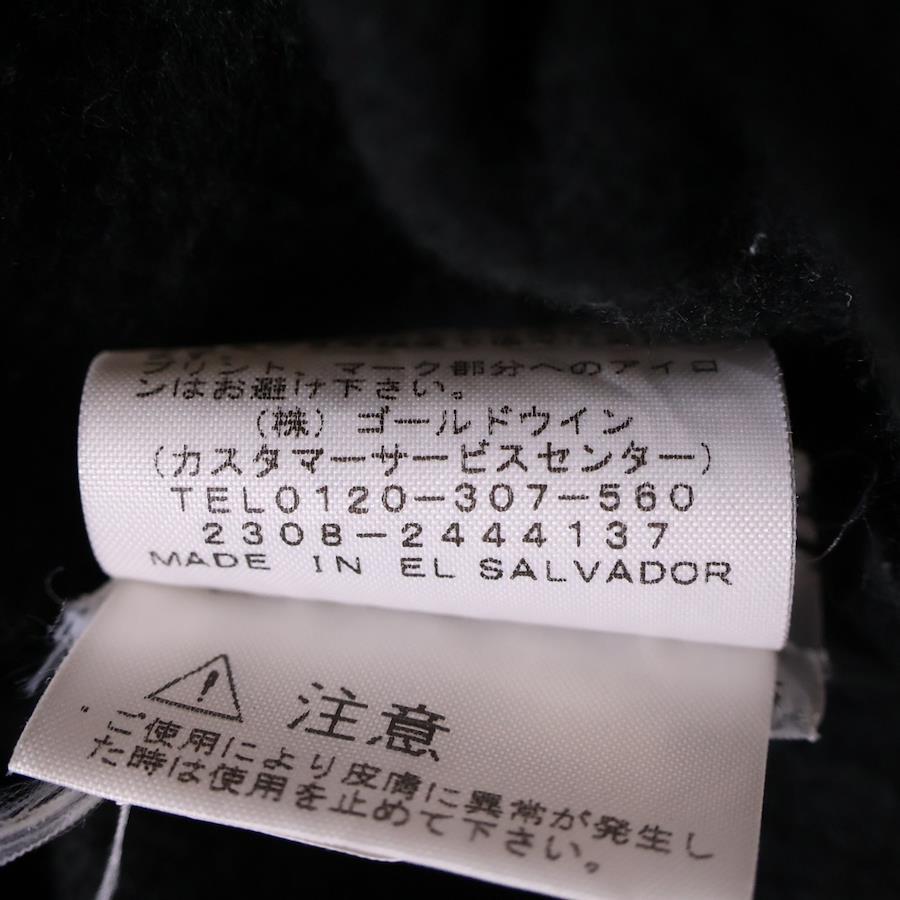 プリント、マーク部分へのアイロ
ンはお避け下さい。
(株) ゴールドウイン
(カスタマーサービスセンター)
TEL0120-307-560
2308-2444137
MADE IN EL SALVADOR
注意
ご使用により皮膚に異常が発生し
た時は使用を止めて下さい。